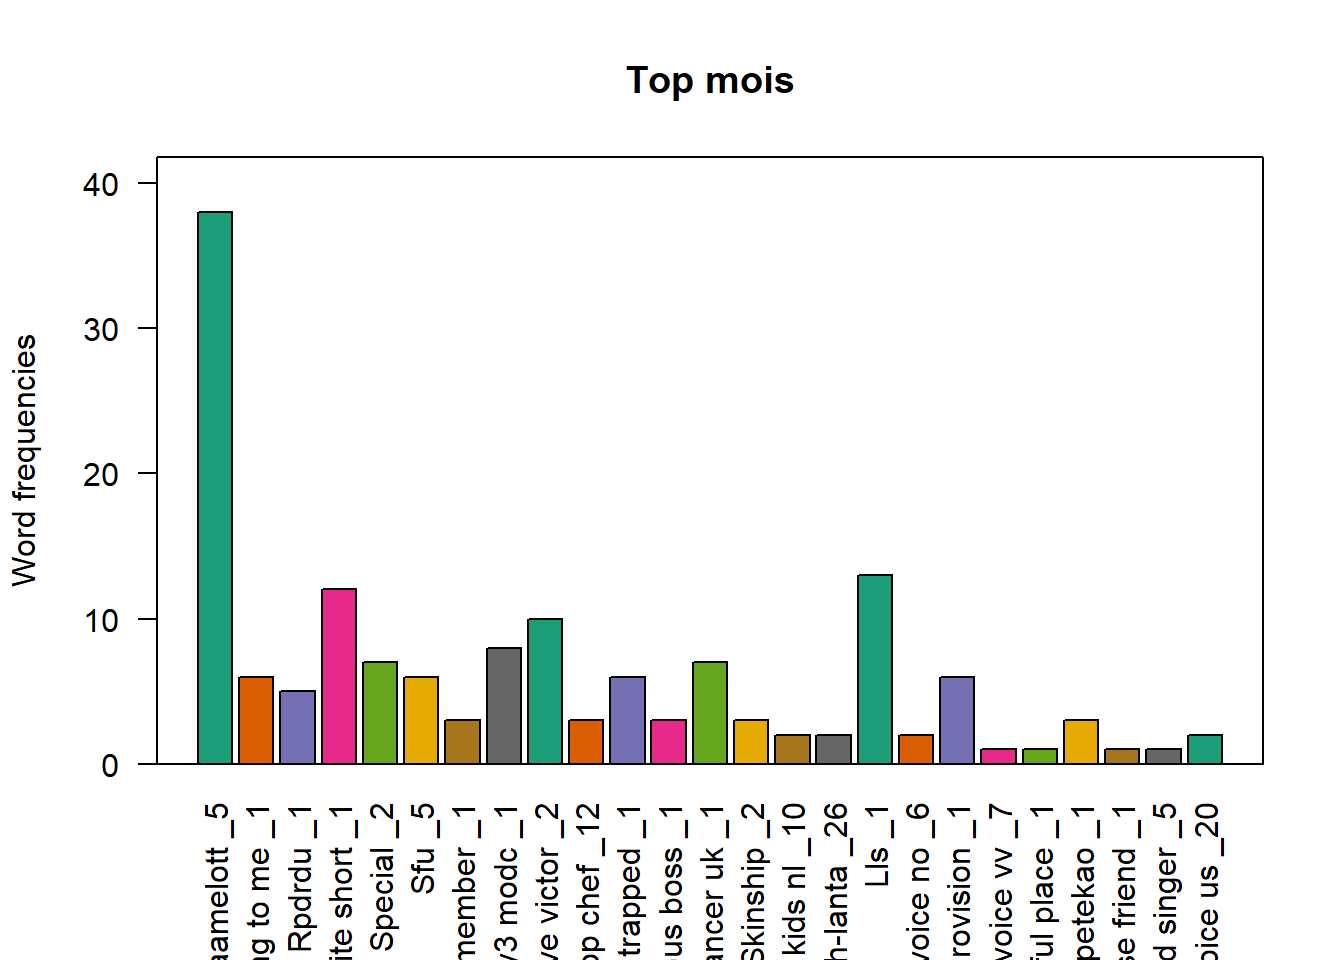 Top mois
Word frequencies
40
30
20
10
0
aamelott _5
ng to me _1
Rpdrdu _1
ite short _1
Special _2
Sfu _5
member _1
v3 modc _1
ve victor _2
op chef _12
trapped _1
ous boss _1
ancer uk _1
Skinship _2
kids nl _10
h-lanta _26
Lls _1
voice no _6
rovision _1
voice vv _7
ful place _1
petekao _1
se friend _1
d singer _5
oice us _20